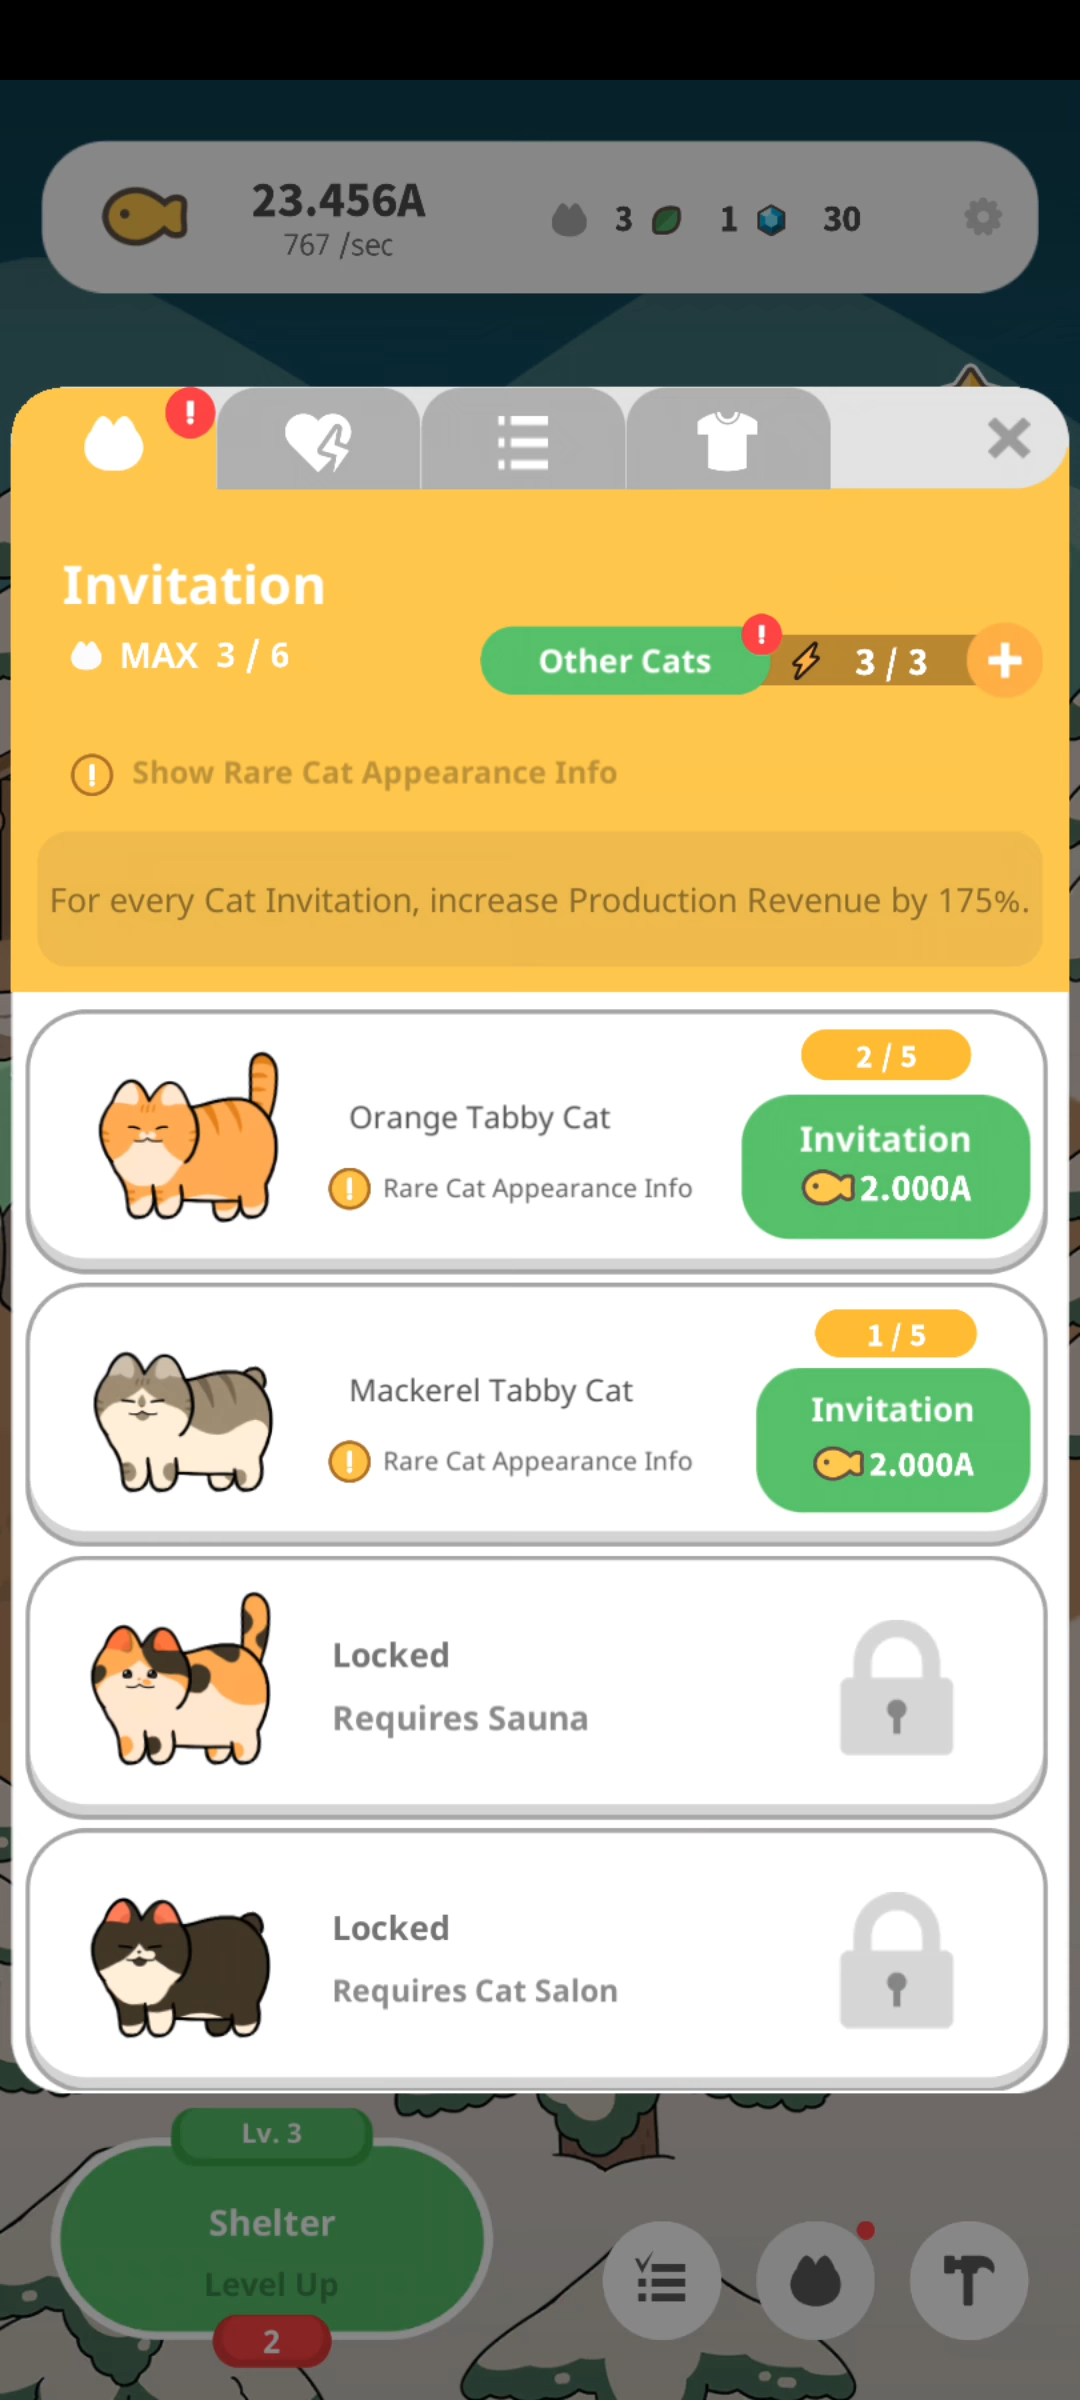 23.456A
767 /sec
3
1
30
Invitation
MAX 3 / 6
Other Cats
3 / 3
Show Rare Cat Appearance Info
For every Cat Invitation, increase Production Revenue by 175%.
2 / 5
Orange Tabby Cat
Invitation
Rare Cat Appearance Info
2.000A
1 / 5
Mackerel Tabby Cat
Invitation
Rare Cat Appearance Info
2.000A
Locked
Requires Sauna
Locked
Requires Cat Salon
Lv. 3
Shelter
Level Up
2